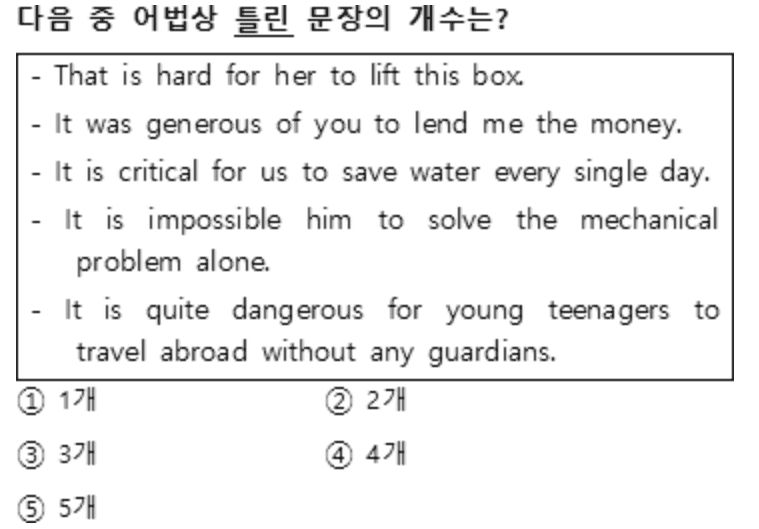 다음 중 어법상 틀린 문장의 개수는?
- That is hard for her to lift this box.
- It was generous of you to lend me the money.
- It is critical for us to save water every single day.
- It is impossible him to solve the mechanical
problem alone.
- It is quite dangerous for young teenagers to
travel abroad without any guardians.
① 1개 ② 2개
③ 3개 ④ 4개
⑤ 5개